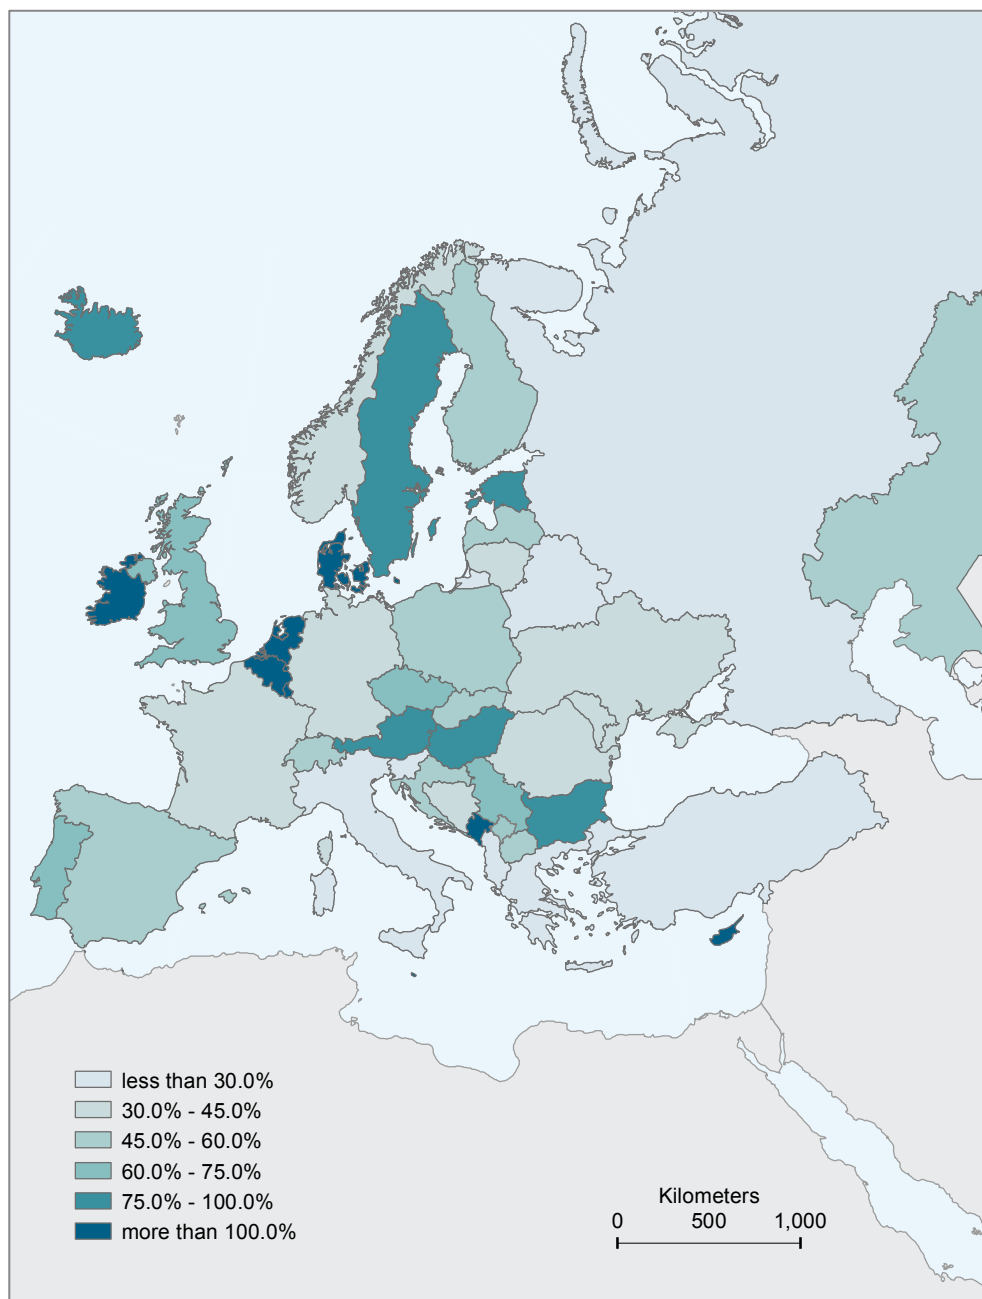 less than 30.0%
30.0% - 45.0%
45.0% - 60.0%
60.0% - 75.0%
75.0% - 100.0%
more than 100.0%
Kilometers
0 500 1,000